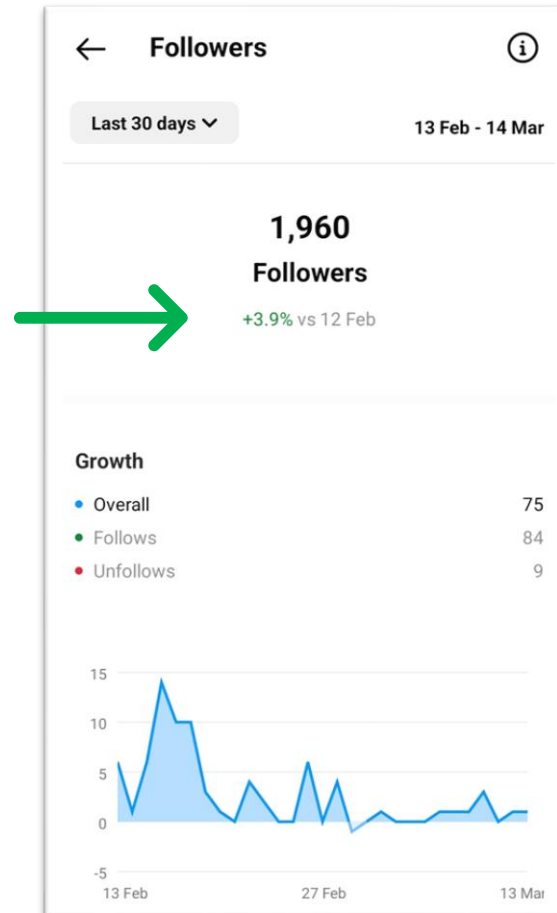 Followers
Last 30 days
13 Feb - 14 Mar
1,960
Followers
+3.9% vs 12 Feb
Growth
Overall 75
Follows 84
Unfollows 9
15
10
5
0
-5
13 Feb 27 Feb 13 Mar